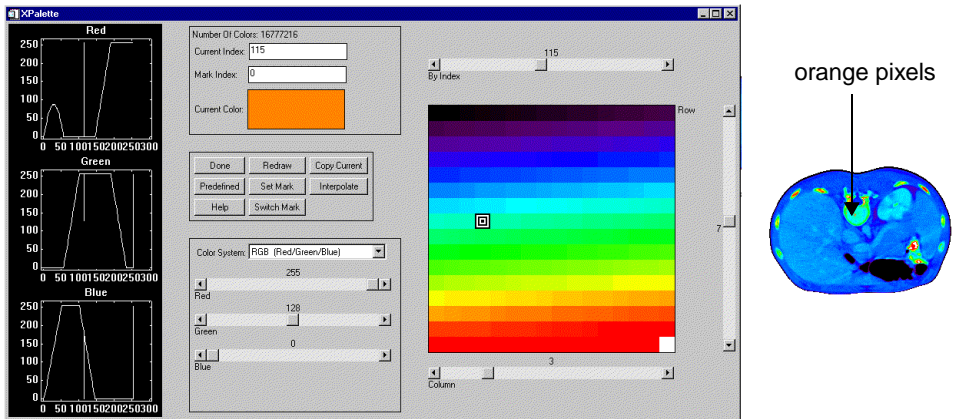 XPalette
Red
250
200
150
100
50
0
0 50 100150200250300
Green
250
200
150
100
50
0
0 50 100150200250300
Blue
250
200
150
100
50
0
0 50 100150200250300
Number Of Colors: 16777216
Current Index: 115
Mark Index: 0
Current Color:
Done Redraw Copy Current
Predefined Set Mark Interpolate
Help Switch Mark
Color System: RGB (Red/Green/Blue)
255
Red
128
Green
0
Blue
115
By Index
Row
7
3
Column
orange pixels